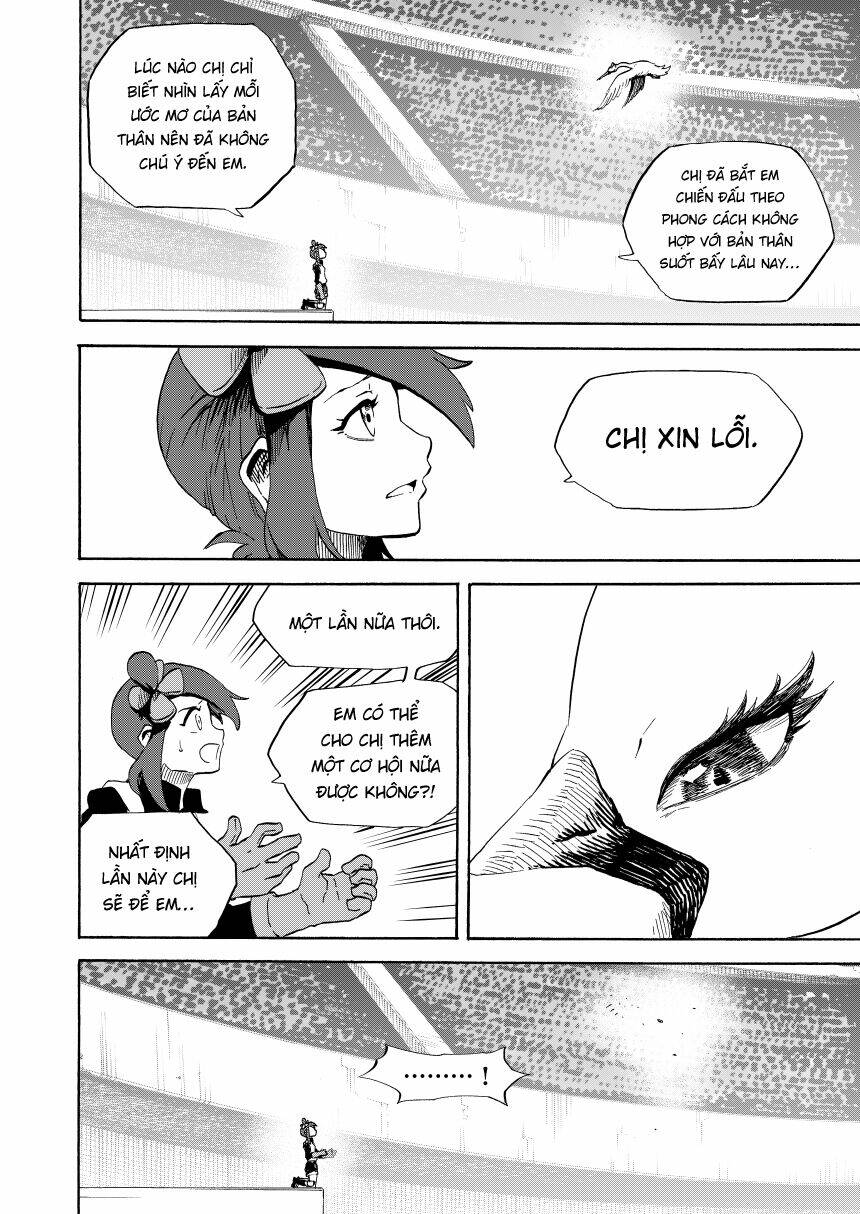 LÚC NÀO CHỊ CHỈ
BIẾT NHÌN LẤY MỖI
ƯỚC MƠ CỦA BẢN
THÂN NÊN ĐÃ KHÔNG
CHÚ Ý ĐẾN EM.
CHỊ ĐÃ BẮT EM
CHIẾN ĐẤU THEO
PHONG CÁCH KHÔNG
HỢP VỚI BẢN THÂN
SUỐT BẤY LÂU NAY...
CHỊ XIN LỖI.
MỘT LẦN NỮA THÔI.
EM CÓ THỂ
CHO CHỊ THÊM
MỘT CƠ HỘI NỮA
ĐƯỢC KHÔNG?!
NHẤT ĐỊNH
LẦN NÀY CHỊ
SẼ ĐỂ EM...
......... !